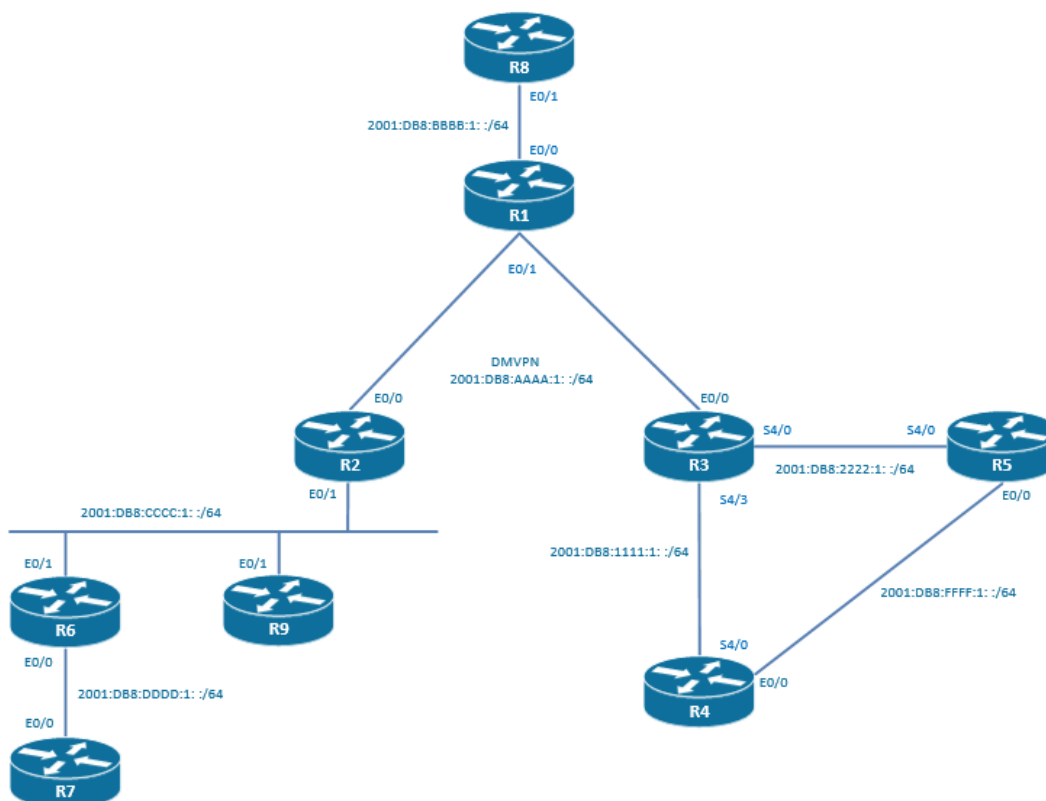 R8
E0/1
2001:DB8:BBBB:1: :/64
E0/0
R1
E0/1
DMVPN
2001:DB8:AAAA:1: :/64
E0/0
E0/0
R2
R3
S4/0
S4/0
R5
2001:DB8:2222:1: :/64
E0/1
S4/3
E0/0
2001:DB8:CCCC:1: :/64
2001:DB8:1111:1: :/64
E0/1
E0/1
2001:DB8:FFFF:1: :/64
R6
R9
E0/0
S4/0
E0/0
2001:DB8:DDDD:1: :/64
R4
E0/0
R7